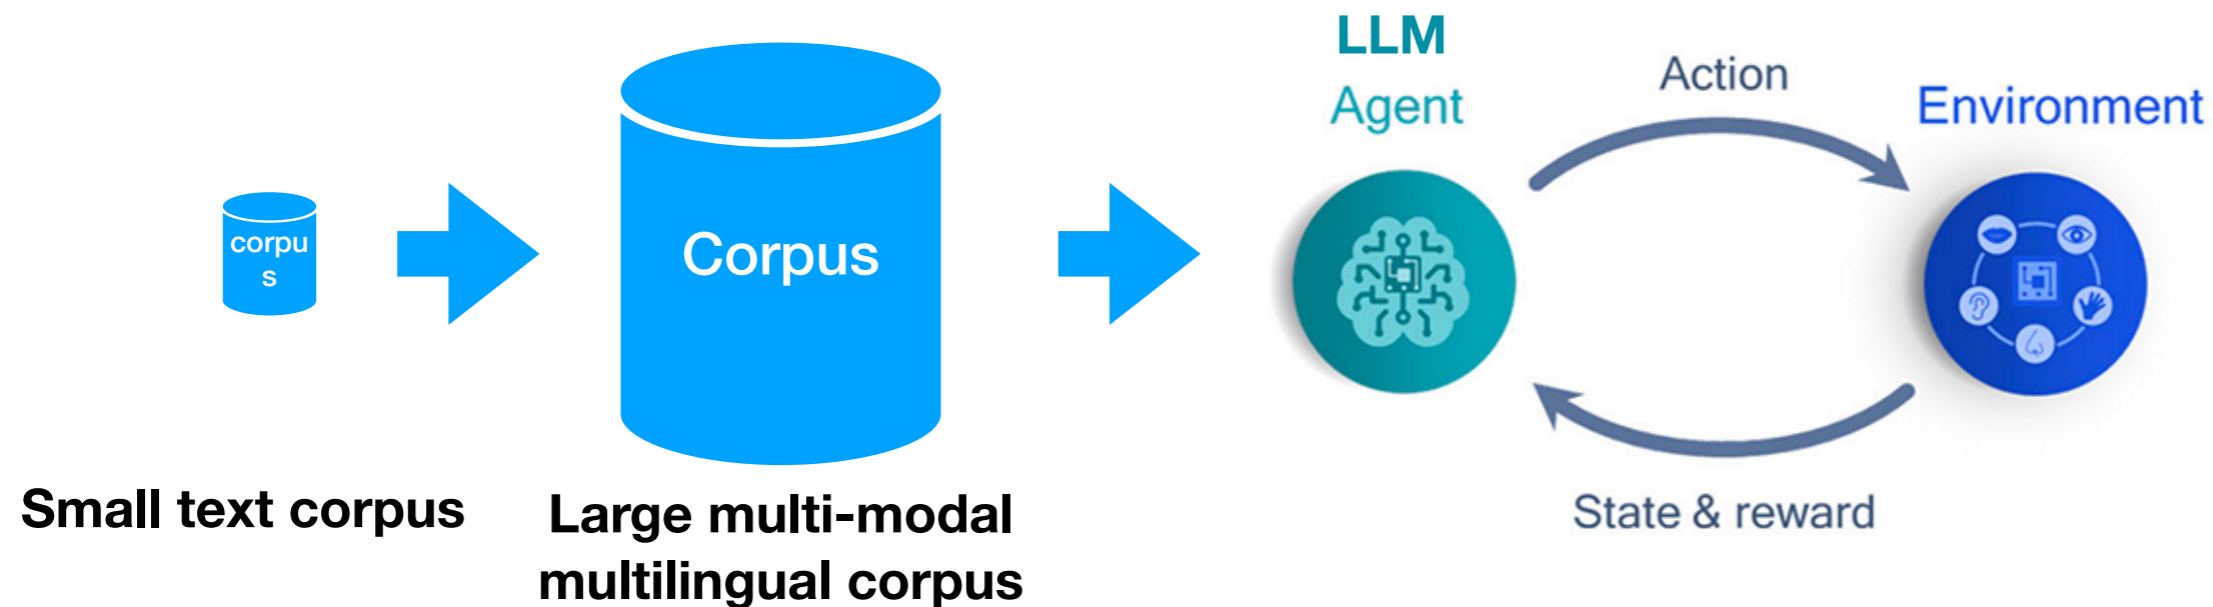 corpu
s
Small text corpus
Corpus
Large multi-modal
multilingual corpus
LLM
Agent
Action
Environment
State & reward